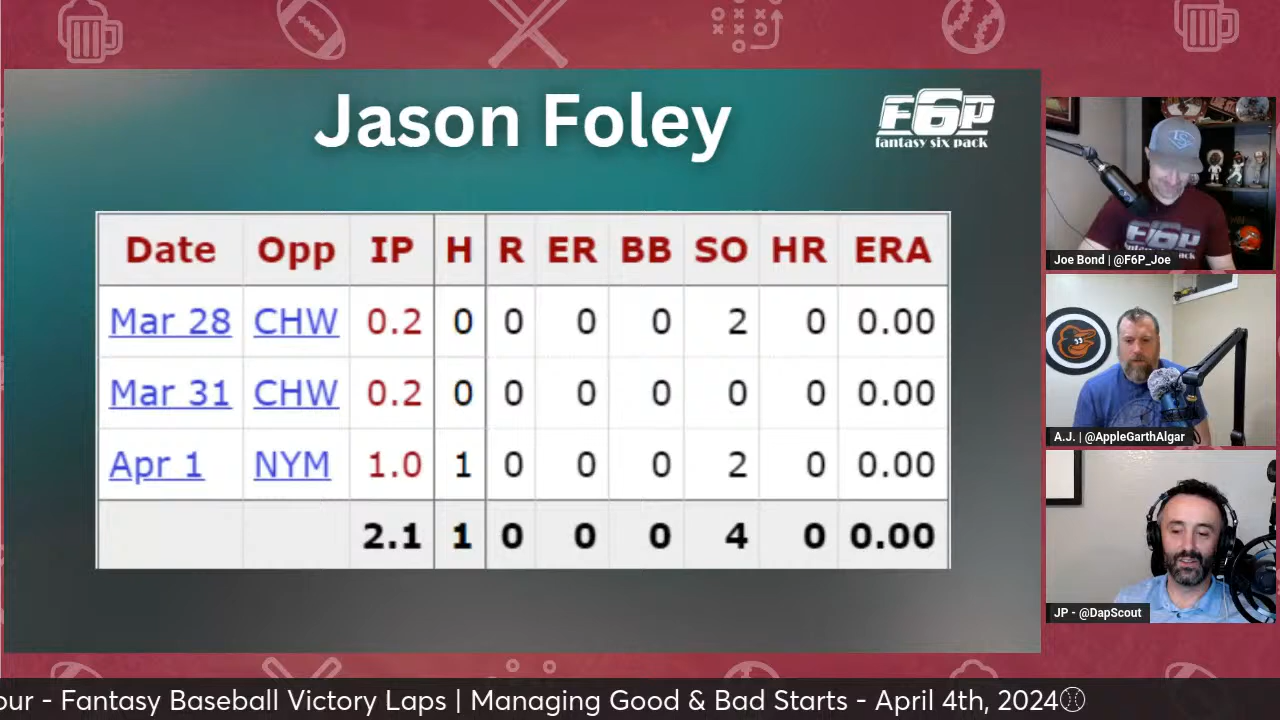 Jason Foley
F6P
fantasy six pack
Date Opp IP H R ER BB SO HR ERA
Mar 28 CHW 0.2 0 0 0 0 2 0 0.00
Mar 31 CHW 0.2 0 0 0 0 0 0 0.00
Apr 1 NYM 1.0 1 0 0 0 2 0 0.00
2.1 1 0 0 0 4 0 0.00
F6P
Joe Bond | @F6P_Joe
A.J. | @AppleGarthAlgar
JP - @DapScout
our - Fantasy Baseball Victory Laps | Managing Good & Bad Starts - April 4th, 2024